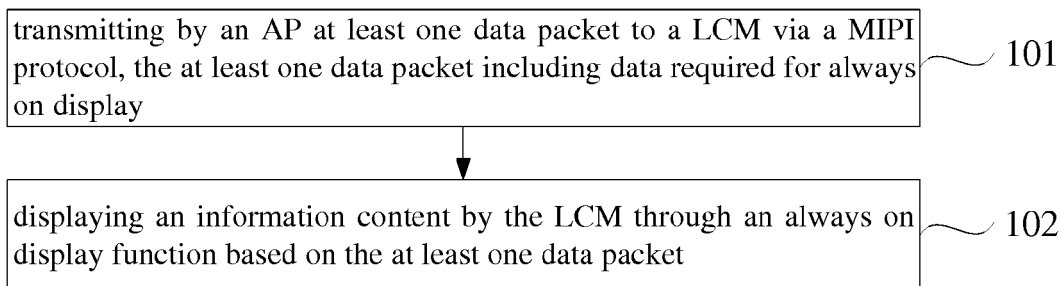 transmitting by an AP at least one data packet to a LCM via a MIPI
protocol, the at least one data packet including data required for always
on display
101
displaying an information content by the LCM through an always on
display function based on the at least one data packet
102